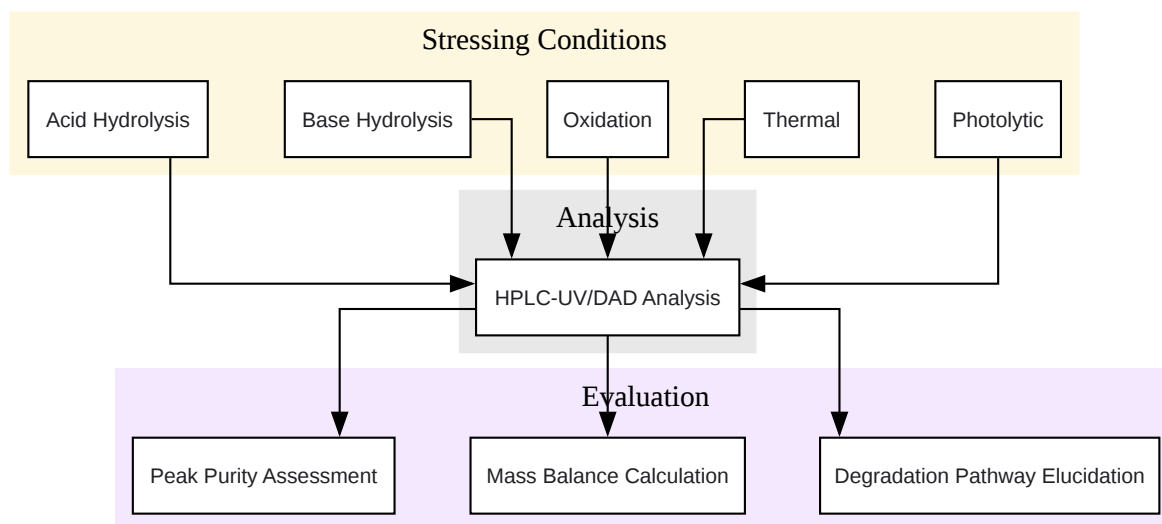 Stressing Conditions
Acid Hydrolysis
Base Hydrolysis
Oxidation
Thermal
Photolytic
Analysis
HPLC-UV/DAD Analysis
Evaluation
Peak Purity Assessment
Mass Balance Calculation
Degradation Pathway Elucidation